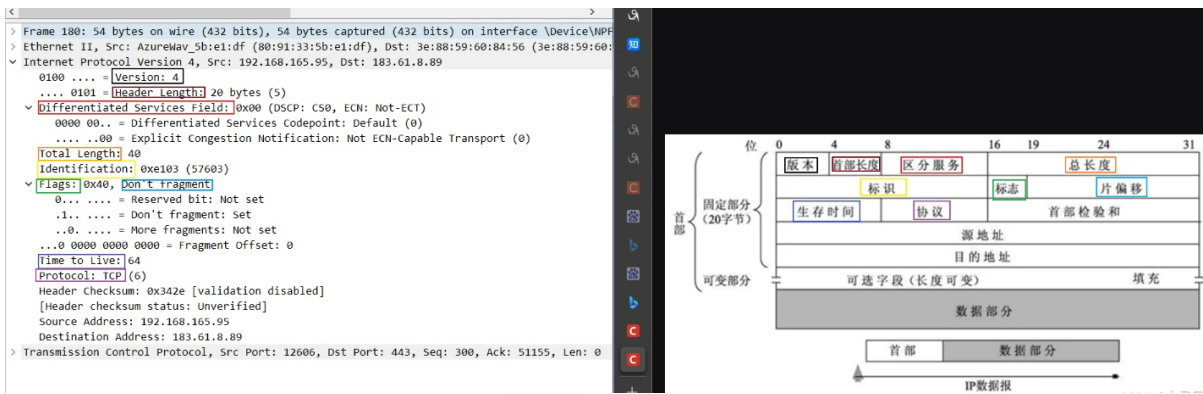 > Frame 180: 54 bytes on wire (432 bits), 54 bytes captured (432 bits) on interface \Device\NPF
> Ethernet II, Src: AzureWav_5b:e1:df (80:91:33:5b:e1:df), Dst: 3e:88:59:60:84:56 (3e:88:59:60:
Internet Protocol Version 4, Src: 192.168.165.95, Dst: 183.61.8.89
0100 .... = Version: 4
.... 0101 = Header Length: 20 bytes (5)
Differentiated Services Field: 0x00 (DSCP: CS0, ECN: Not-ECT)
0000 00.. = Differentiated Services Codepoint: Default (0)
.... ..00 = Explicit Congestion Notification: Not ECN-Capable Transport (0)
Total Length: 40
Identification: 0xe103 (57603)
Flags: 0x40, Don't fragment
0... .... = Reserved bit: Not set
.1.. .... = Don't fragment: Set
..0. .... = More fragments: Not set
...0 0000 0000 0000 = Fragment Offset: 0
Time to Live: 64
Protocol: TCP (6)
Header Checksum: 0x342e [validation disabled]
[Header checksum status: Unverified]
Source Address: 192.168.165.95
Destination Address: 183.61.8.89
> Transmission Control Protocol, Src Port: 12606, Dst Port: 443, Seq: 300, Ack: 51155, Len: 0
知
位 0 4 8 16 19 24 31
版本 首部长度 区分服务 总长度
标识 标志 片偏移
生存时间 协议 首部检验和
源地址
目的地址
可选字段(长度可变) 填充
数据部分
首部
固定部分
(20字节)
可变部分
首部 数据部分
IP数据报